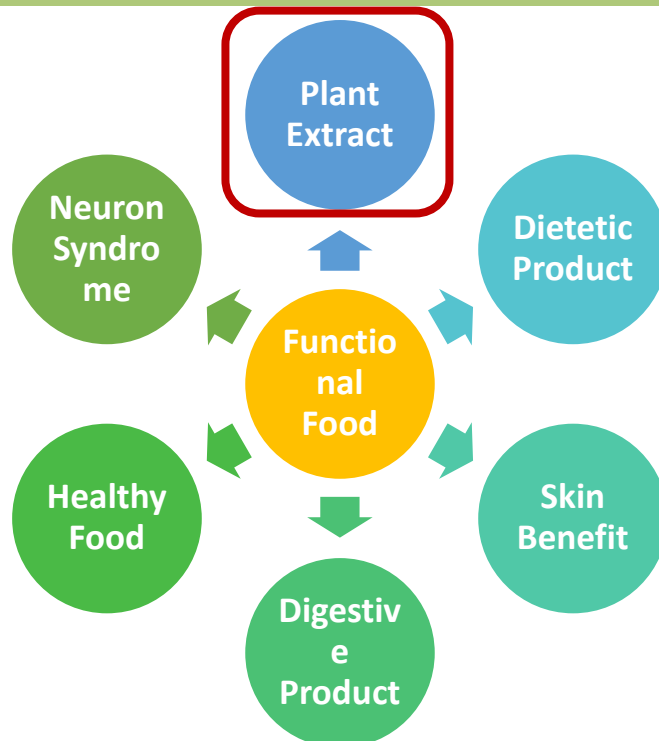 Plant
Extract
Neuron
Syndro
me
Dietetic
Product
Functio
nal
Food
Healthy
Food
Skin
Benefit
Digestiv
e
Product